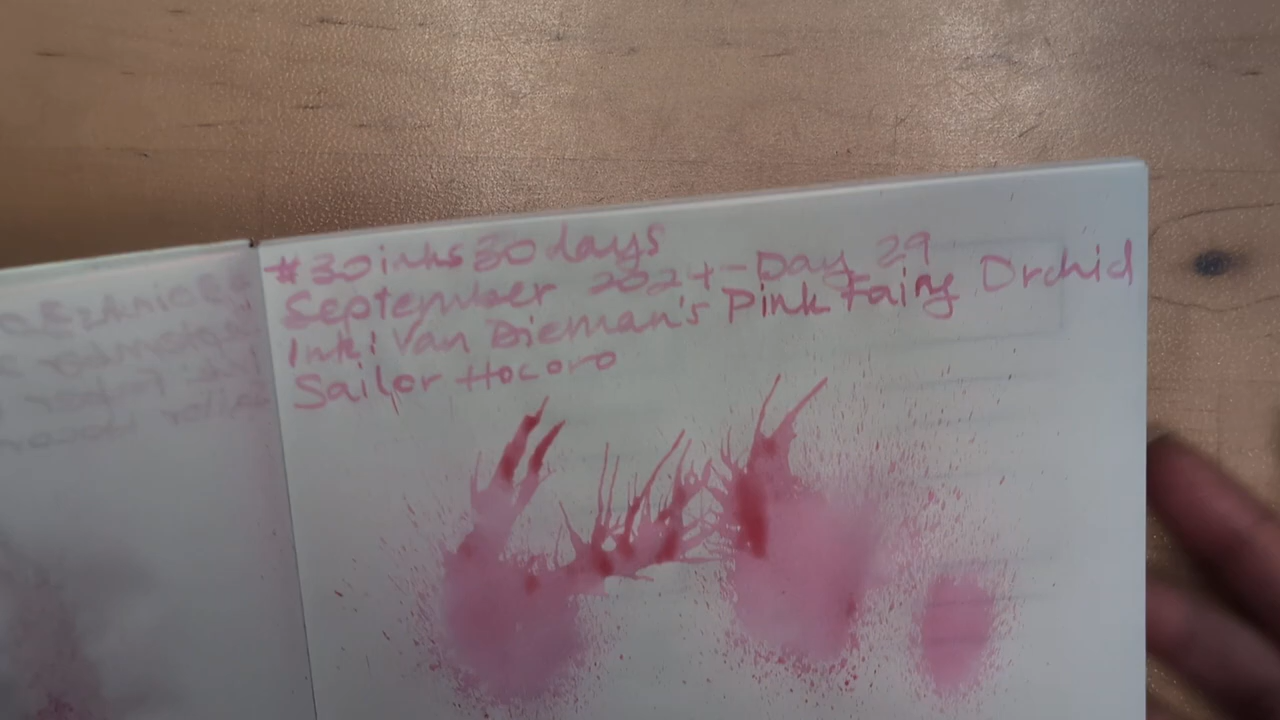 #30inks30days
September 2024 - Day 29
Ink: Van Dieman's Pink Fairy Orchid
Sailor Hocoro